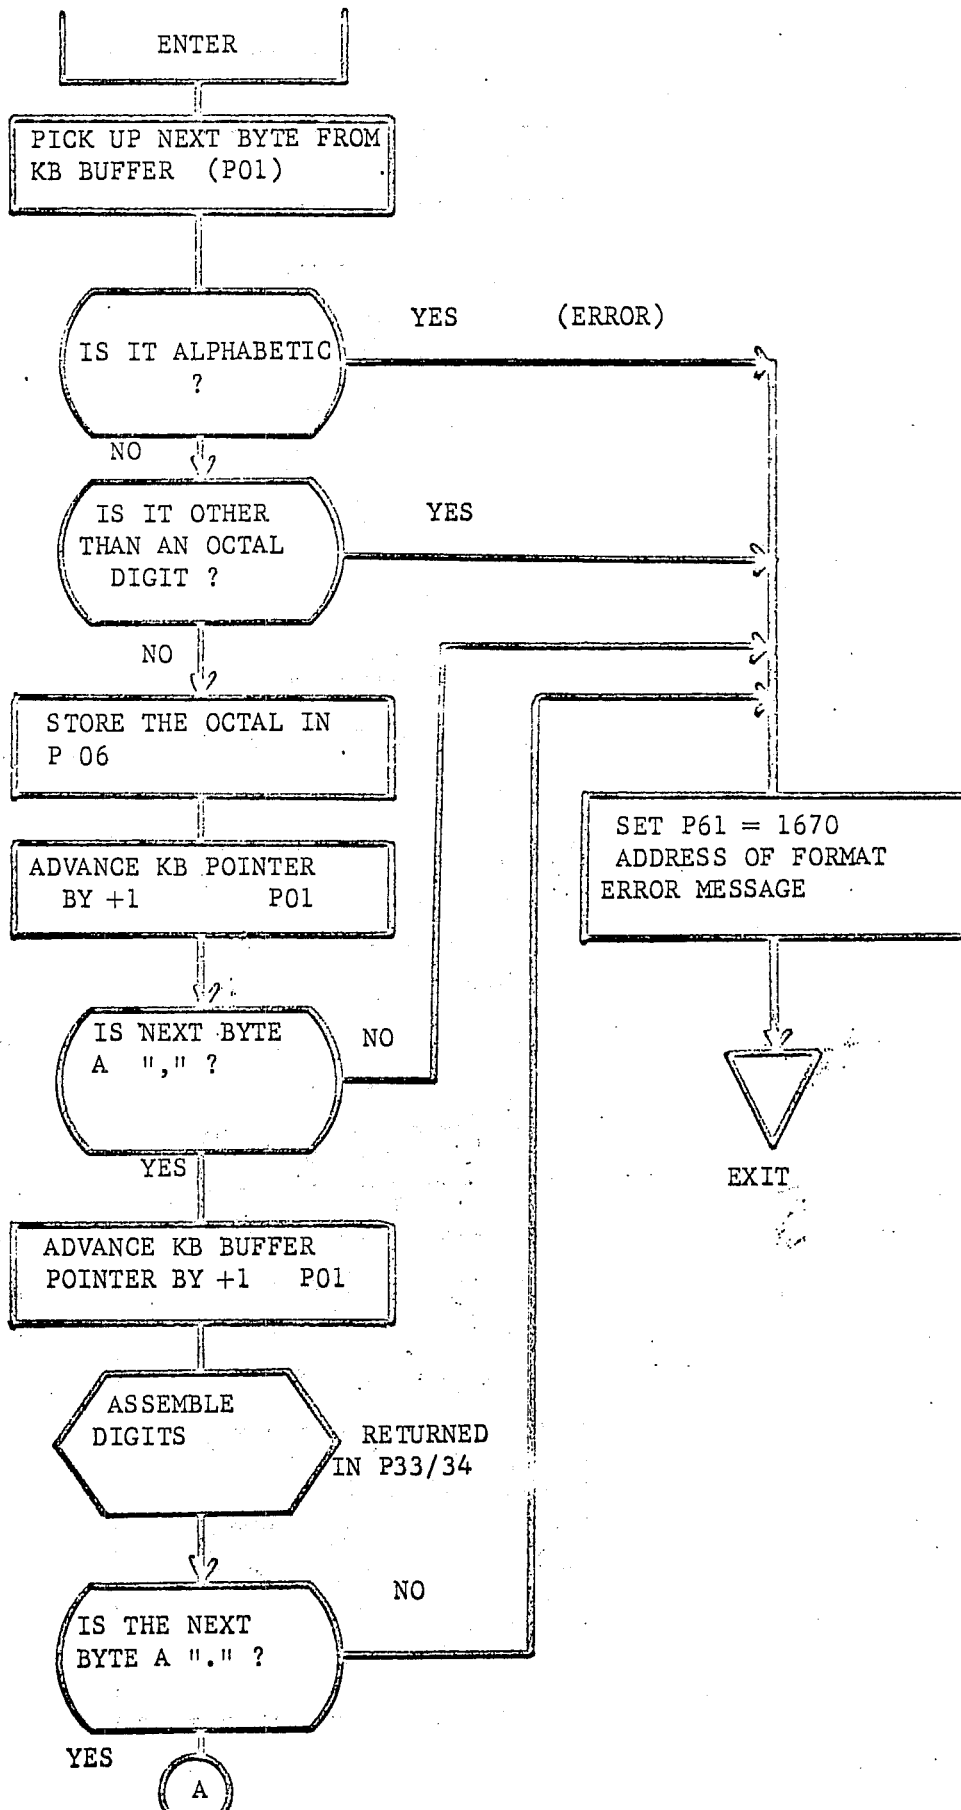 ENTER
PICK UP NEXT BYTE FROM
KB BUFFER (P01)
YES (ERROR)
IS IT ALPHABETIC
?
NO
IS IT OTHER
THAN AN OCTAL
DIGIT ?
YES
NO
STORE THE OCTAL IN
P 06
ADVANCE KB POINTER
BY +1 P01
SET P61 = 1670
ADDRESS OF FORMAT
ERROR MESSAGE
IS NEXT BYTE
A "," ?
NO
YES
EXIT
ADVANCE KB BUFFER
POINTER BY +1 P01
ASSEMBLE
DIGITS
RETURNED
IN P33/34
NO
IS THE NEXT
BYTE A "." ?
YES
A